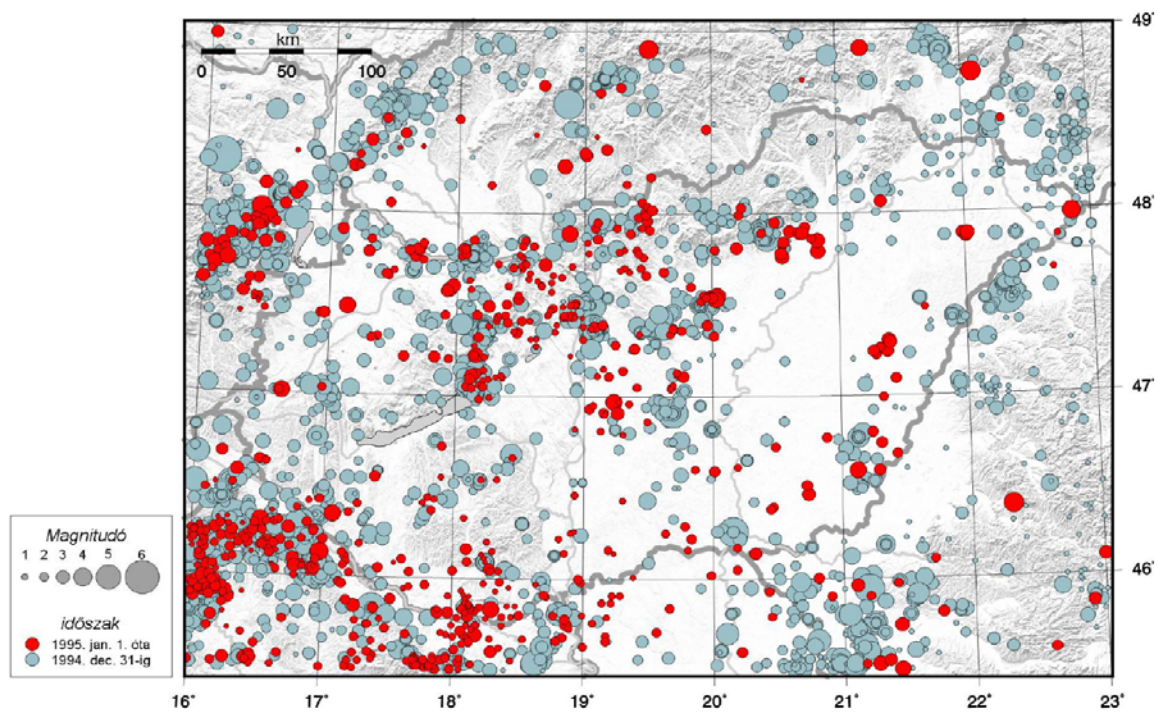 km
0 50 100
49°
48°
47°
46°
16° 17° 18° 19° 20° 21° 22° 23°
Magnitudó
1 2 3 4 5 6
időszak
1995. jan. 1. óta
1994. dec. 31-ig